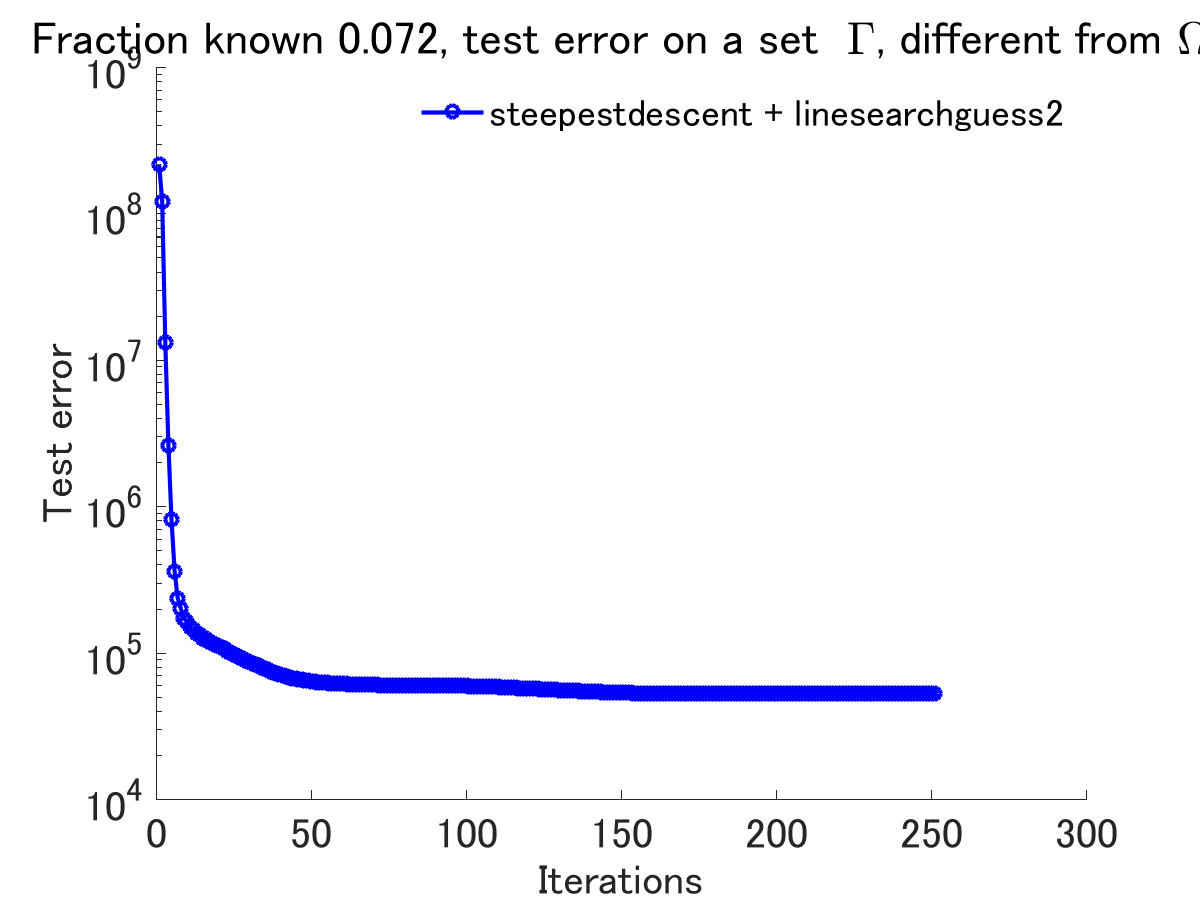 Fraction known 0.072, test error on a set Γ, different from Ω
10^9
steepestdescent + linesearchguess2
10^8
10^7
Test error
10^6
10^5
10^4
0 50 100 150 200 250 300
Iterations